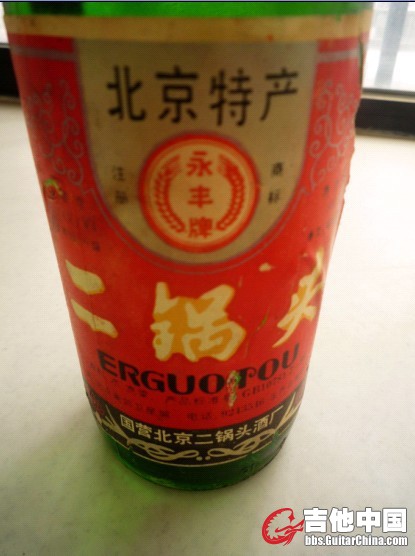 北京特产
注册
商标
永丰牌
二锅头
ERGUOTOU
国营北京二锅头酒厂
吉他中国
bbs.GuitarChina.com